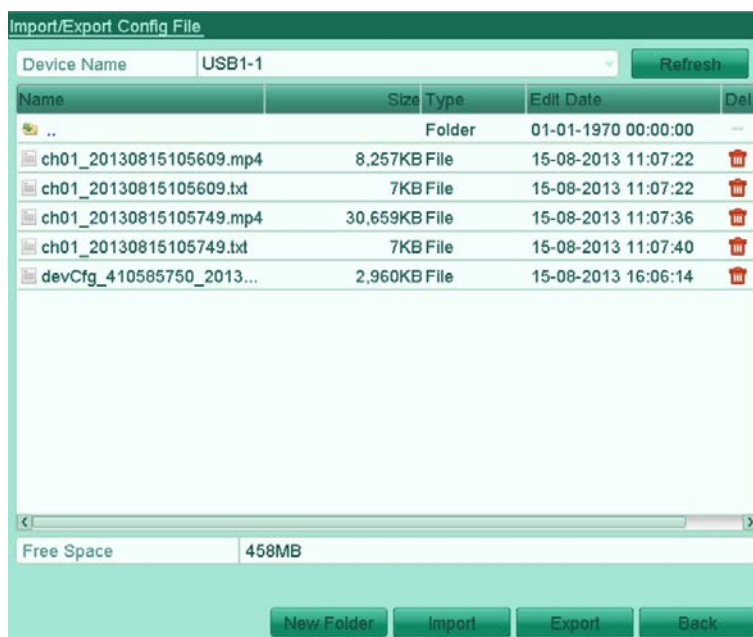 Import/Export Config File
Device Name USB1-1 Refresh
Name Size Type Edit Date Del
.. Folder 01-01-1970 00:00:00 —
ch01_20130815105609.mp4 8,257KB File 15-08-2013 11:07:22
ch01_20130815105609.txt 7KB File 15-08-2013 11:07:22
ch01_20130815105749.mp4 30,659KB File 15-08-2013 11:07:36
ch01_20130815105749.txt 7KB File 15-08-2013 11:07:40
devCfg_410585750_2013... 2,960KB File 15-08-2013 16:06:14
Free Space 458MB
New Folder Import Export Back